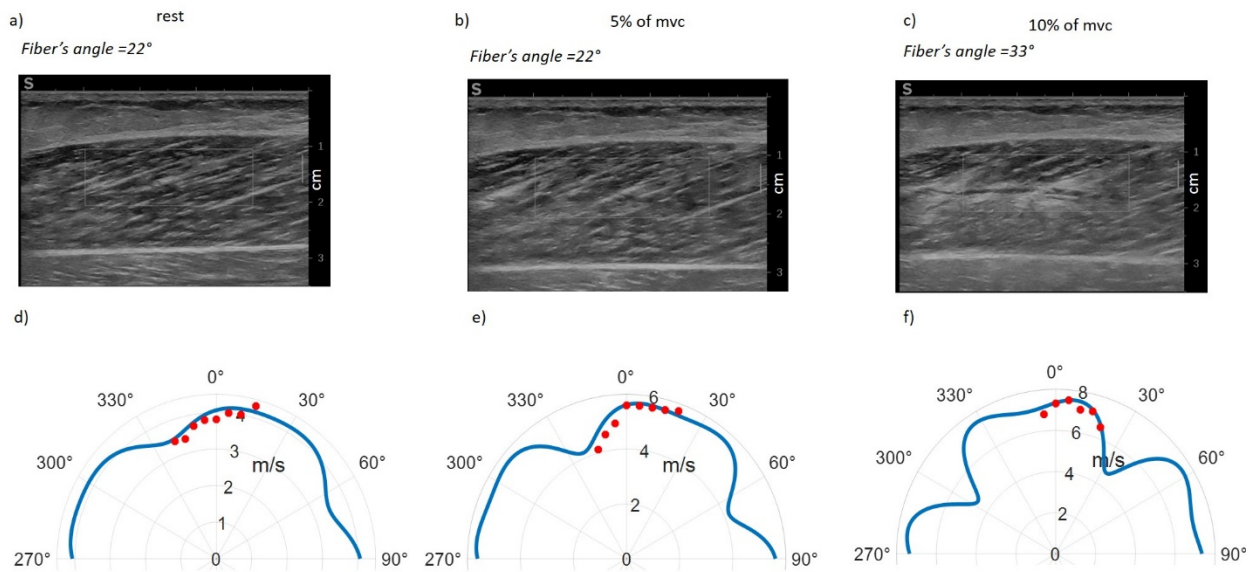 a)
rest
Fiber’s angle =22°
b)
5% of mvc
Fiber’s angle =22°
c)
10% of mvc
Fiber’s angle =33°
S
1
cm
2
3
S
1
cm
2
3
S
1
cm
2
3
d)
0°
330°
30°
300°
60°
270°
90°
4
3
m/s
2
1
0
e)
0°
330°
30°
300°
60°
270°
90°
6
4
m/s
2
0
f)
0°
330°
30°
300°
60°
270°
90°
8
6
4
m/s
2
0